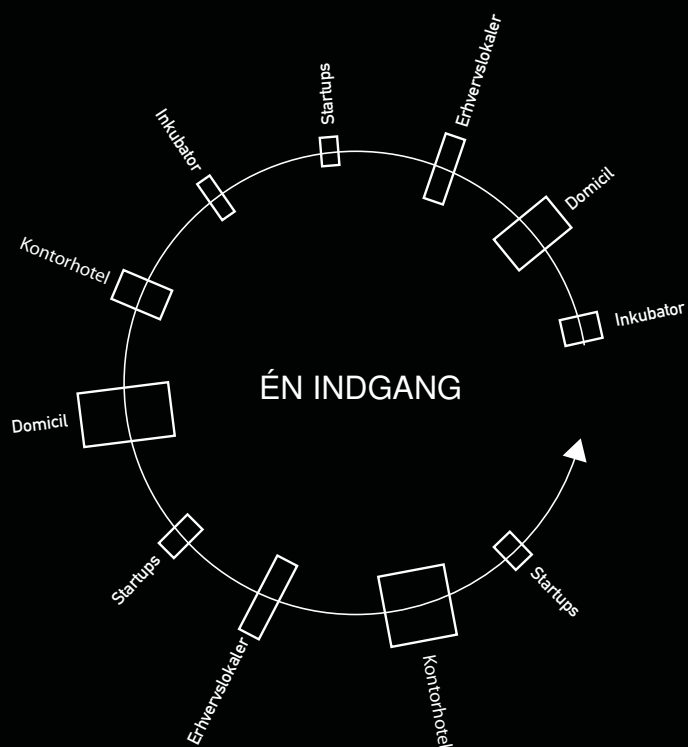 Inkubator
Domicil
Erhvervslokaler
Startups
Inkubator
Kontorhotel
Domicil
Startups
Erhvervslokaler
Kontorhotel
Startups
ÉN INDGANG